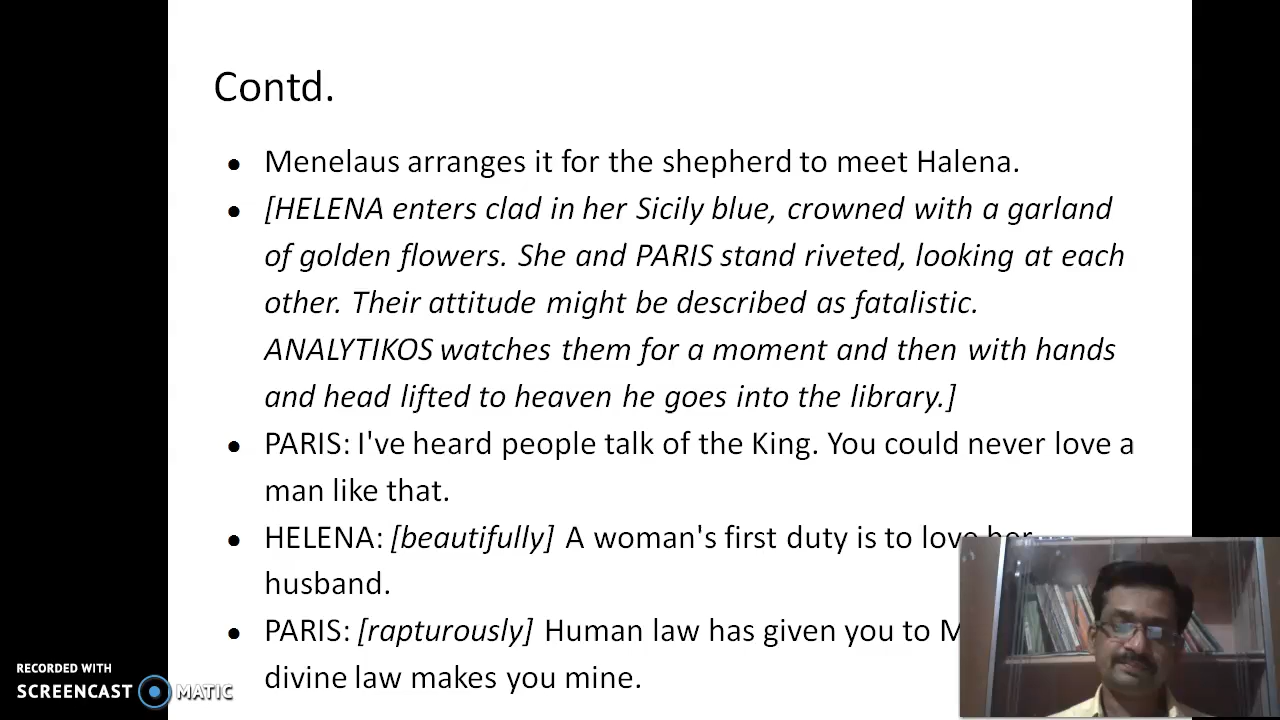 Contd.
Menelaus arranges it for the shepherd to meet Halena.
[HELENA enters clad in her Sicily blue, crowned with a garland
of golden flowers. She and PARIS stand riveted, looking at each
other. Their attitude might be described as fatalistic.
ANALYTIKOS watches them for a moment and then with hands
and head lifted to heaven he goes into the library.]
PARIS: I've heard people talk of the King. You could never love a
man like that.
HELENA: [beautifully] A woman's first duty is to love her
husband.
PARIS: [rapturously] Human law has given you to
divine law makes you mine.
RECORDED WITH
SCREENCAST MATIC